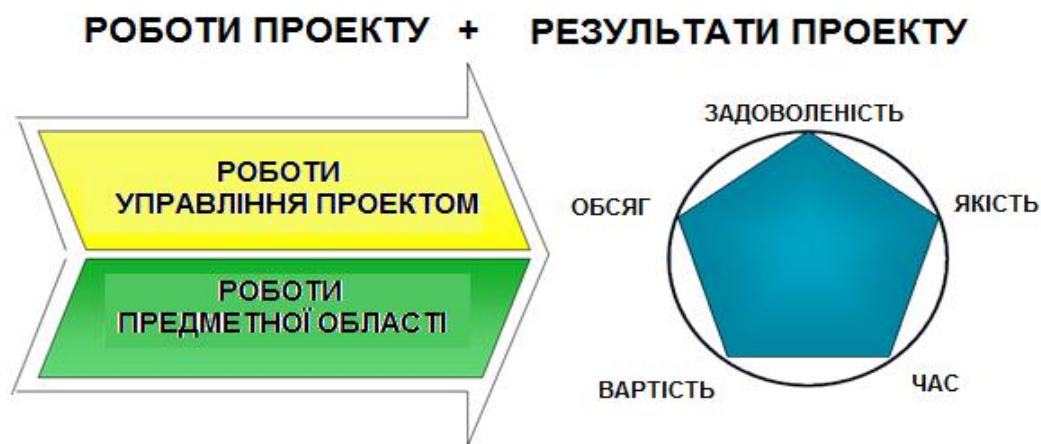 РОБОТИ ПРОЕКТУ + РЕЗУЛЬТАТИ ПРОЕКТУ
РОБОТИ
УПРАВЛІННЯ ПРОЕКТОМ
РОБОТИ
ПРЕДМЕТНОЇ ОБЛАСТІ
ЗАДОВОЛЕНІСТЬ
ОБСЯГ
ЯКІСТЬ
ВАРТІСТЬ
ЧАС